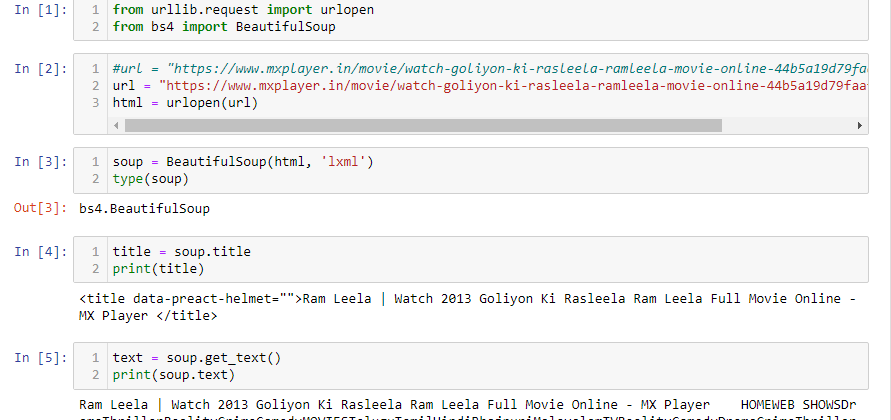 In [1]:
1 from urllib.request import urlopen
2 from bs4 import BeautifulSoup
In [2]:
1 #url = "https://www.mxplayer.in/movie/watch-goliyon-ki-rasleela-ramleela-movie-online-44b5a19d79fa
2 url = "https://www.mxplayer.in/movie/watch-goliyon-ki-rasleela-ramleela-movie-online-44b5a19d79faa
3 html = urlopen(url)
In [3]:
1 soup = BeautifulSoup(html, 'lxml')
2 type(soup)
Out[3]: bs4.BeautifulSoup
In [4]:
1 title = soup.title
2 print(title)
<title data-preact-helmet="">Ram Leela | Watch 2013 Goliyon Ki Rasleela Ram Leela Full Movie Online -
MX Player </title>
In [5]:
1 text = soup.get_text()
2 print(soup.text)
Ram Leela | Watch 2013 Goliyon Ki Rasleela Ram Leela Full Movie Online - MX Player    HOMEWEB SHOWSDr